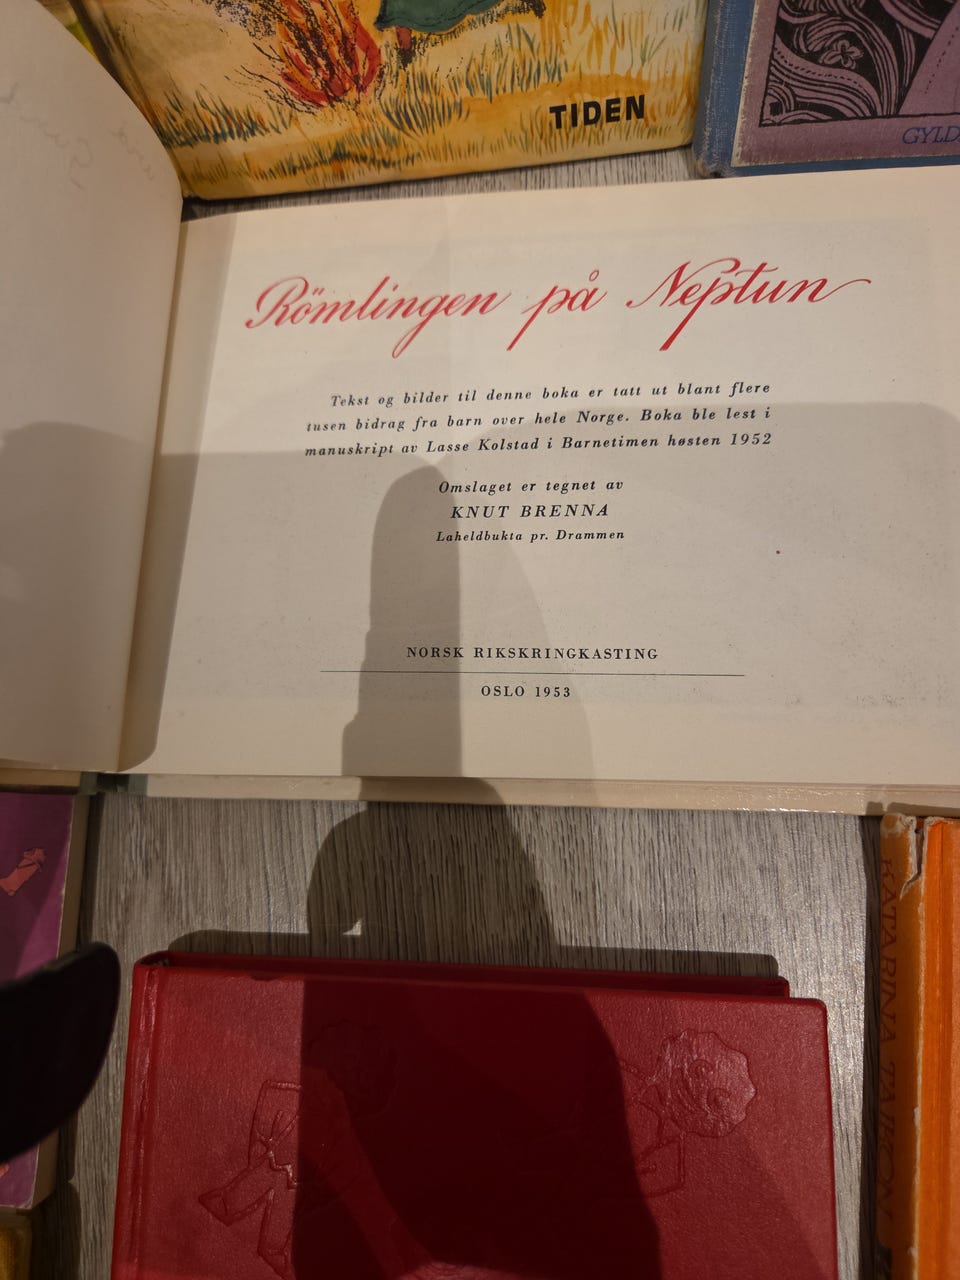 TIDEN
GYLD
Römlingen på Neptun
Tekst og bilder til denne boka er tatt ut blant flere
tusen bidrag fra barn over hele Norge. Boka ble lest i
manuskript av Lasse Kolstad i Barnetimen høsten 1952
Omslaget er tegnet av
KNUT BRENNA
Laheldbukta pr. Drammen
NORSK RIKSKRINGKASTING
OSLO 1953
KATARINA TAIKON